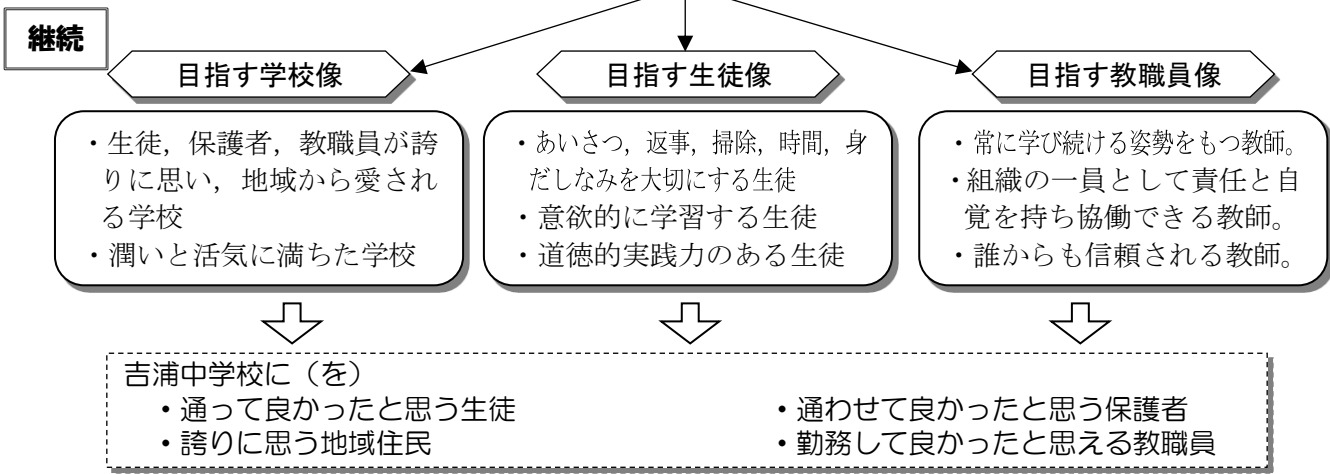 継続
目指す学校像
・生徒，保護者，教職員が誇
りに思い，地域から愛され
る学校
・潤いと活気に満ちた学校
目指す生徒像
・あいさつ，返事，掃除，時間，身
だしなみを大切にする生徒
・意欲的に学習する生徒
・道徳的実践力のある生徒
目指す教職員像
・常に学び続ける姿勢をもつ教師。
・組織の一員として責任と自
覚を持ち協働できる教師。
・誰からも信頼される教師。
吉浦中学校に（を）
・通って良かったと思う生徒
・通わせて良かったと思う保護者
・誇りに思う地域住民
・勤務して良かったと思える教職員